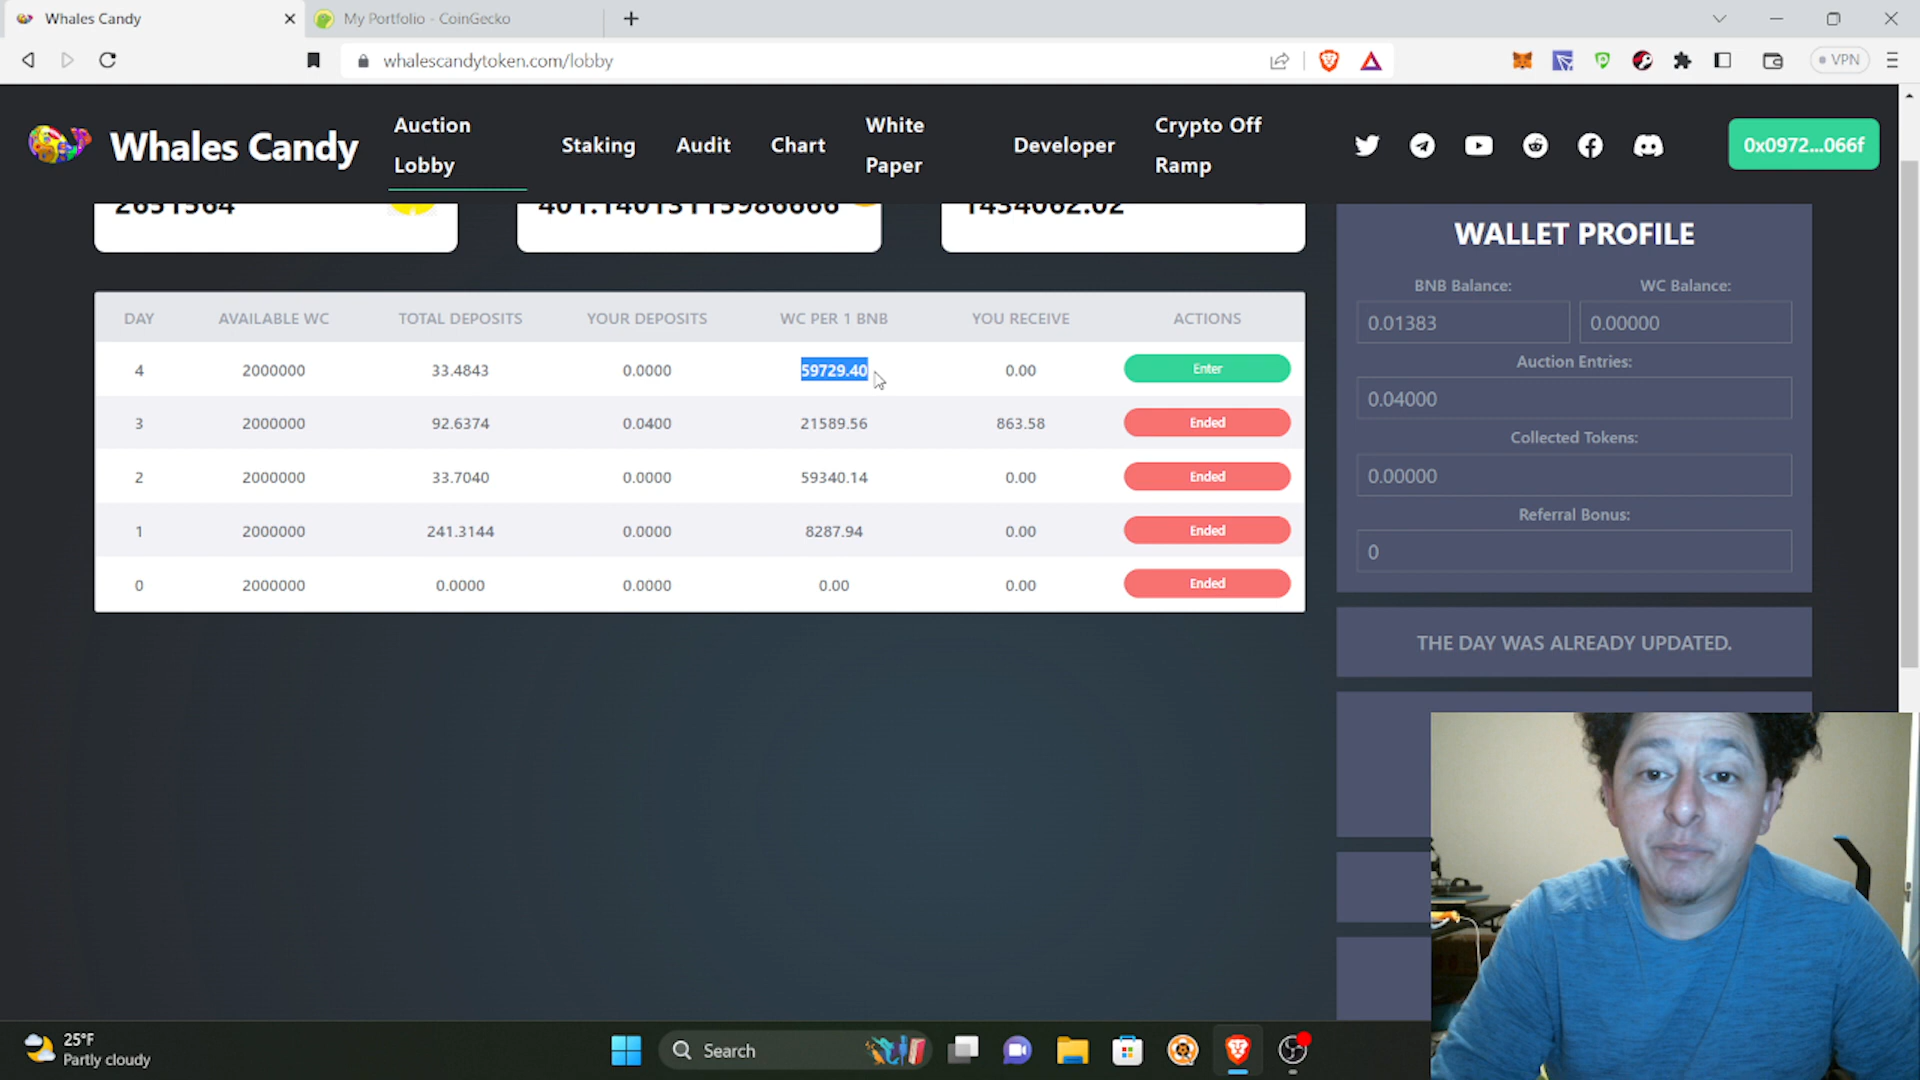 Whales Candy
My Portfolio - CoinGecko
whalescandytoken.com/lobby
VPN
Whales Candy
Auction Lobby
Staking
Audit
Chart
White Paper
Developer
Crypto Off Ramp
0x0972...066f
2651564
401.14013115986666
1434062.02
DAY AVAILABLE WC TOTAL DEPOSITS YOUR DEPOSITS WC PER 1 BNB YOU RECEIVE ACTIONS
4 2000000 33.4843 0.0000 59729.40 0.00 Enter
3 2000000 92.6374 0.0400 21589.56 863.58 Ended
2 2000000 33.7040 0.0000 59340.14 0.00 Ended
1 2000000 241.3144 0.0000 8287.94 0.00 Ended
0 2000000 0.0000 0.0000 0.00 0.00 Ended
WALLET PROFILE
BNB Balance: WC Balance:
0.01383 0.00000
Auction Entries:
0.04000
Collected Tokens:
0.00000
Referral Bonus:
0
THE DAY WAS ALREADY UPDATED.
25°F
Partly cloudy
Search